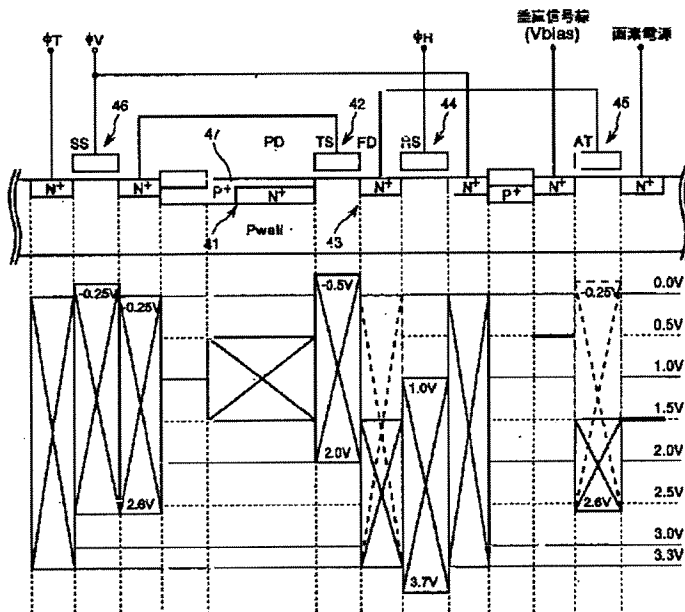 垂直信号線
(Vbias)
画素電源
ΦT
ΦV
ΦH
46
42
44
45
SS
47
PD
TS
FD
RS
AT
N+
N+
P+
N+
N+
N+
P+
N+
N+
41
Pwell
43
-0.25V
-0.25V
-0.5V
-0.25V
0.0V
0.5V
1.0V
1.0V
1.5V
2.0V
2.0V
2.6V
2.6V
2.5V
3.0V
3.3V
3.7V